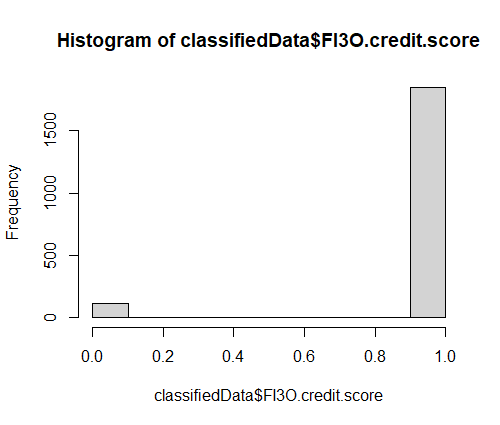 Histogram of classifiedData$FI3O.credit.score
Frequency
1500
1000
500
0
0.0 0.2 0.4 0.6 0.8 1.0
classifiedData$FI3O.credit.score